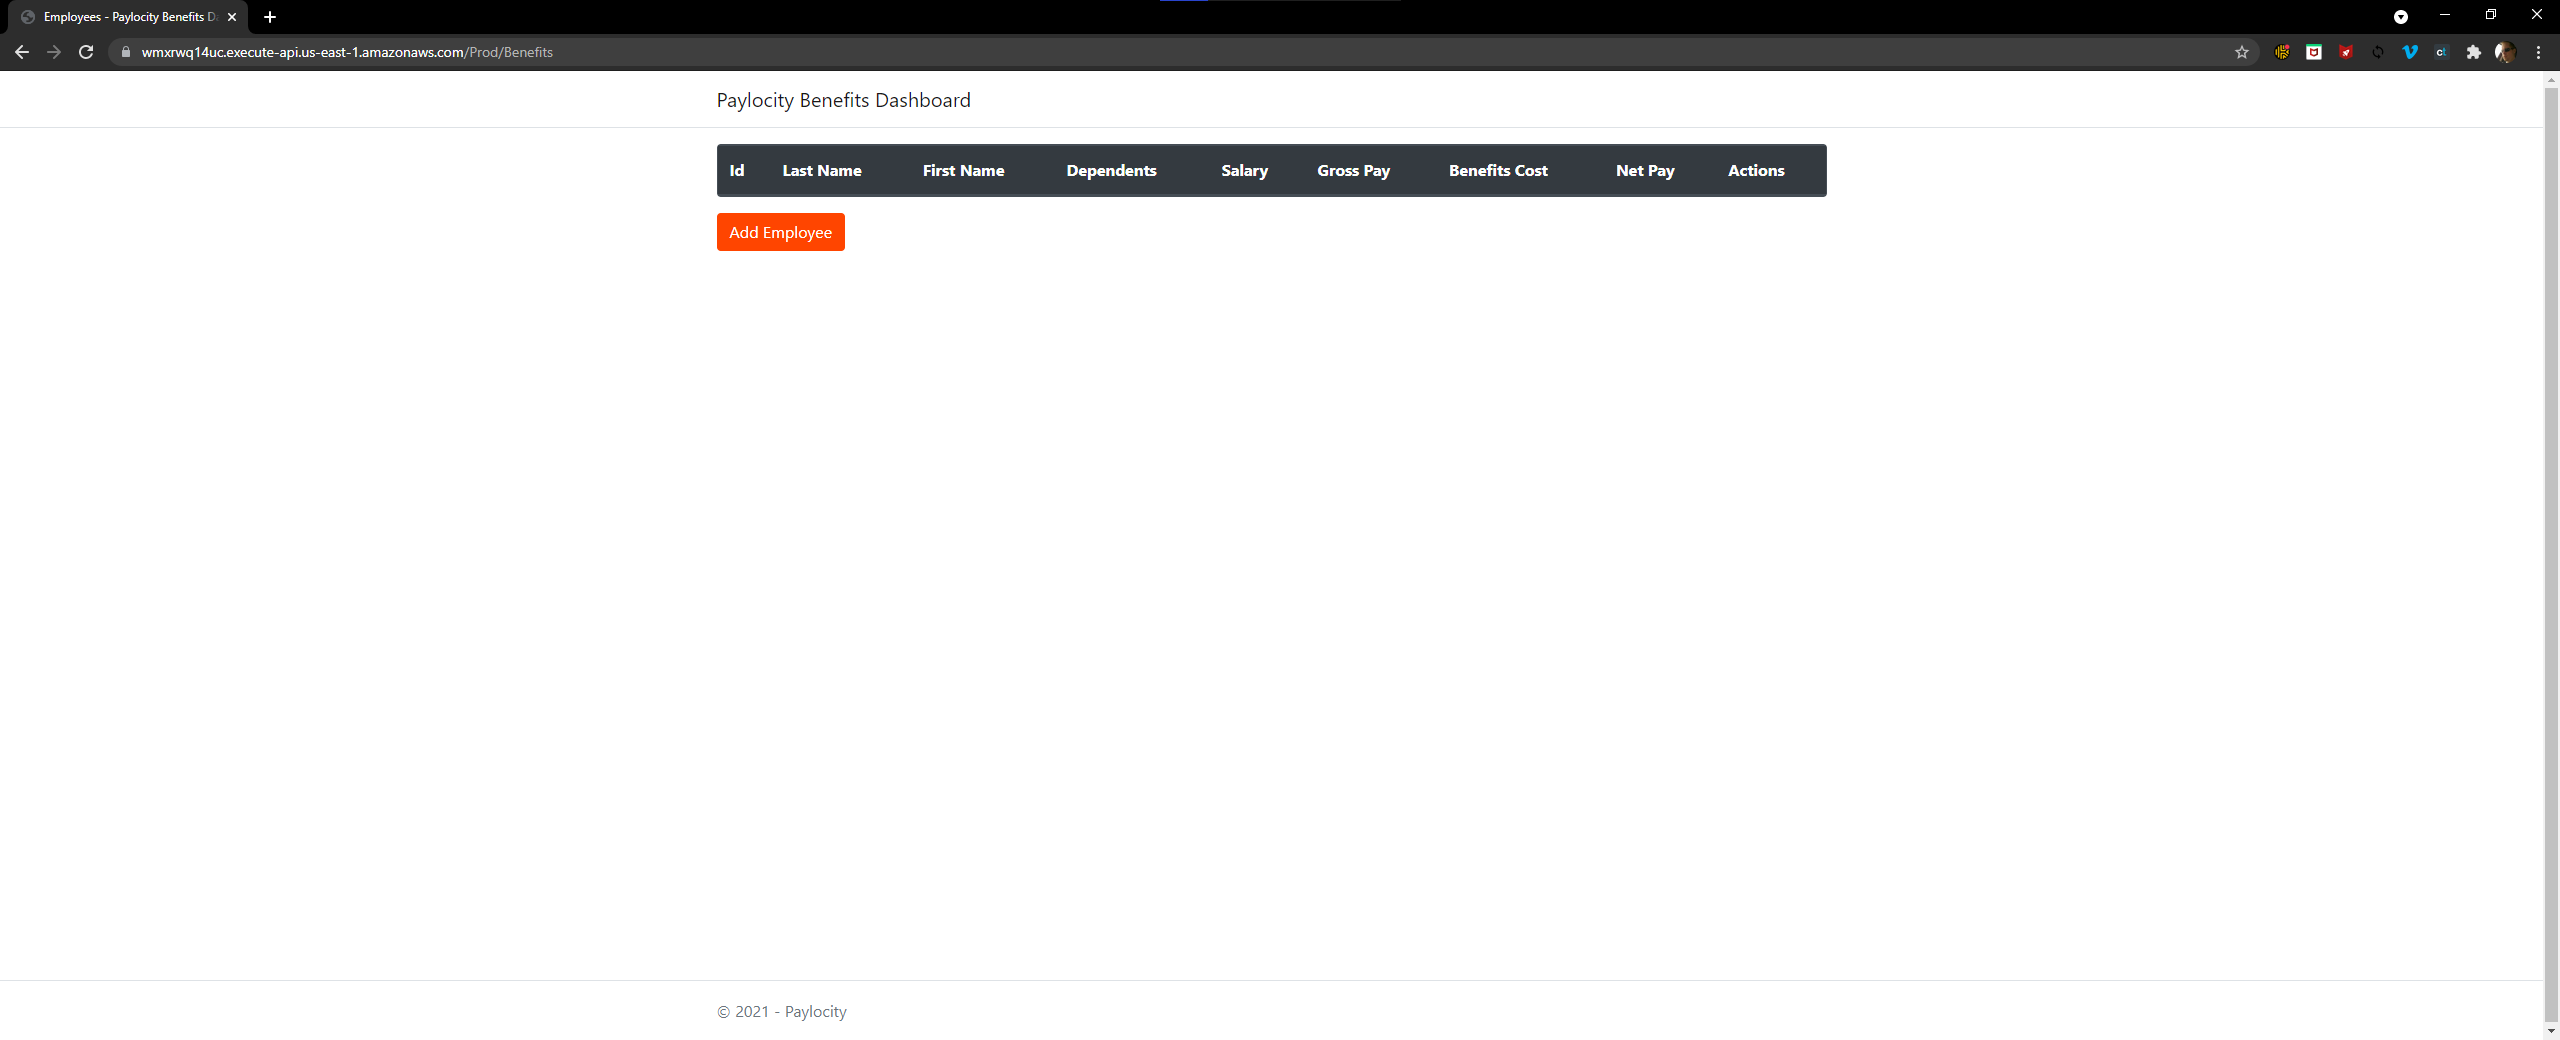 Employees - Paylocity Benefits D
wmxrwq14uc.execute-api.us-east-1.amazonaws.com/Prod/Benefits
Paylocity Benefits Dashboard
Id Last Name First Name Dependents Salary Gross Pay Benefits Cost Net Pay Actions
Add Employee
© 2021 - Paylocity